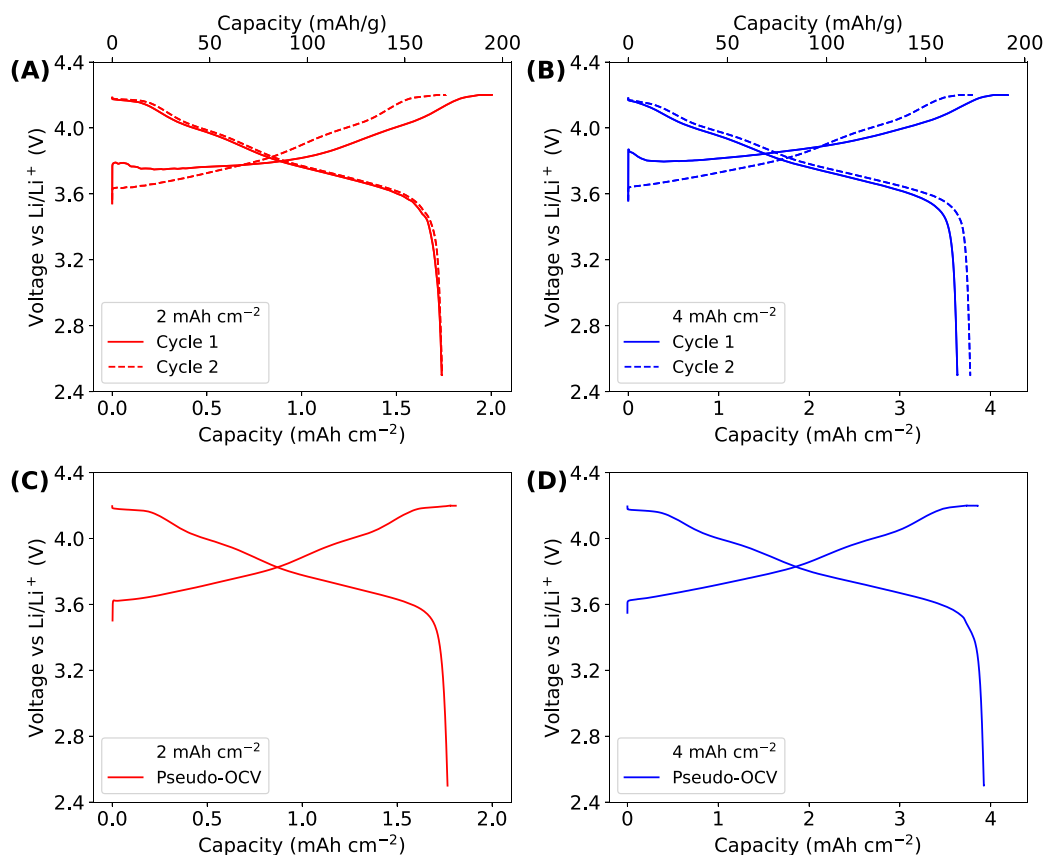 Capacity (mAh/g)
0 50 100 150 200
(A)
4.4
4.0
3.6
3.2
2.8
2.4
Voltage vs Li/Li⁺ (V)
2 mAh cm⁻²
Cycle 1
Cycle 2
0.0 0.5 1.0 1.5 2.0
Capacity (mAh cm⁻²)
Capacity (mAh/g)
0 50 100 150 200
(B)
4.4
4.0
3.6
3.2
2.8
2.4
Voltage vs Li/Li⁺ (V)
4 mAh cm⁻²
Cycle 1
Cycle 2
0 1 2 3 4
Capacity (mAh cm⁻²)
(C)
4.4
4.0
3.6
3.2
2.8
2.4
Voltage vs Li/Li⁺ (V)
2 mAh cm⁻²
Pseudo-OCV
0.0 0.5 1.0 1.5 2.0
Capacity (mAh cm⁻²)
(D)
4.4
4.0
3.6
3.2
2.8
2.4
Voltage vs Li/Li⁺ (V)
4 mAh cm⁻²
Pseudo-OCV
0 1 2 3 4
Capacity (mAh cm⁻²)